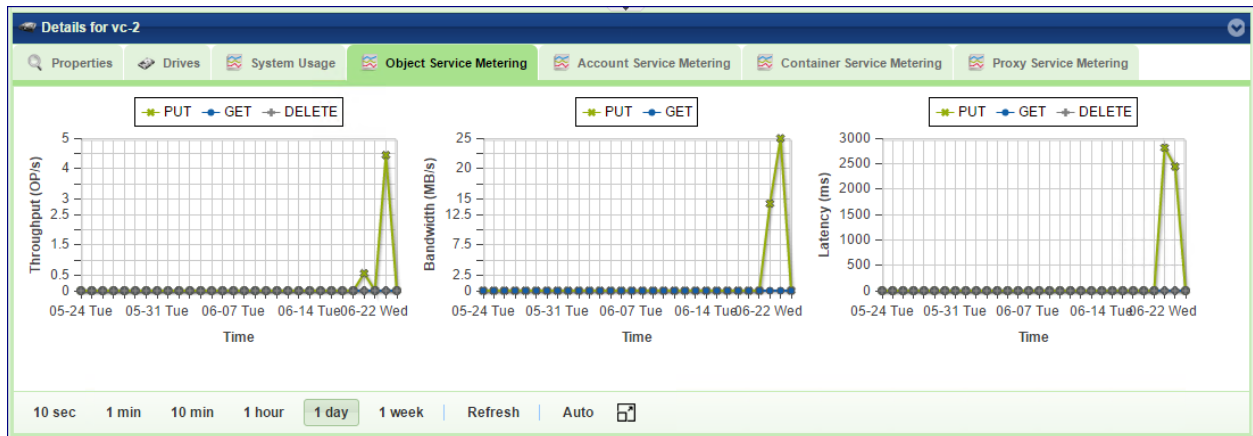 Details for vc-2
Properties Drives System Usage Object Service Metering Account Service Metering Container Service Metering Proxy Service Metering
PUT GET DELETE
Throughput (OP/s)
5
4
3
2.5
1.5
0.5
0
05-24 Tue 05-31 Tue 06-07 Tue 06-14 Tue 06-22 Wed
Time
PUT GET
Bandwidth (MB/s)
25
20
15
12.5
7.5
2.5
0
05-24 Tue 05-31 Tue 06-07 Tue 06-14 Tue 06-22 Wed
Time
PUT GET DELETE
Latency (ms)
3000
2500
2000
1500
1000
500
0
05-24 Tue 05-31 Tue 06-07 Tue 06-14 Tue 06-22 Wed
Time
10 sec 1 min 10 min 1 hour 1 day 1 week Refresh Auto